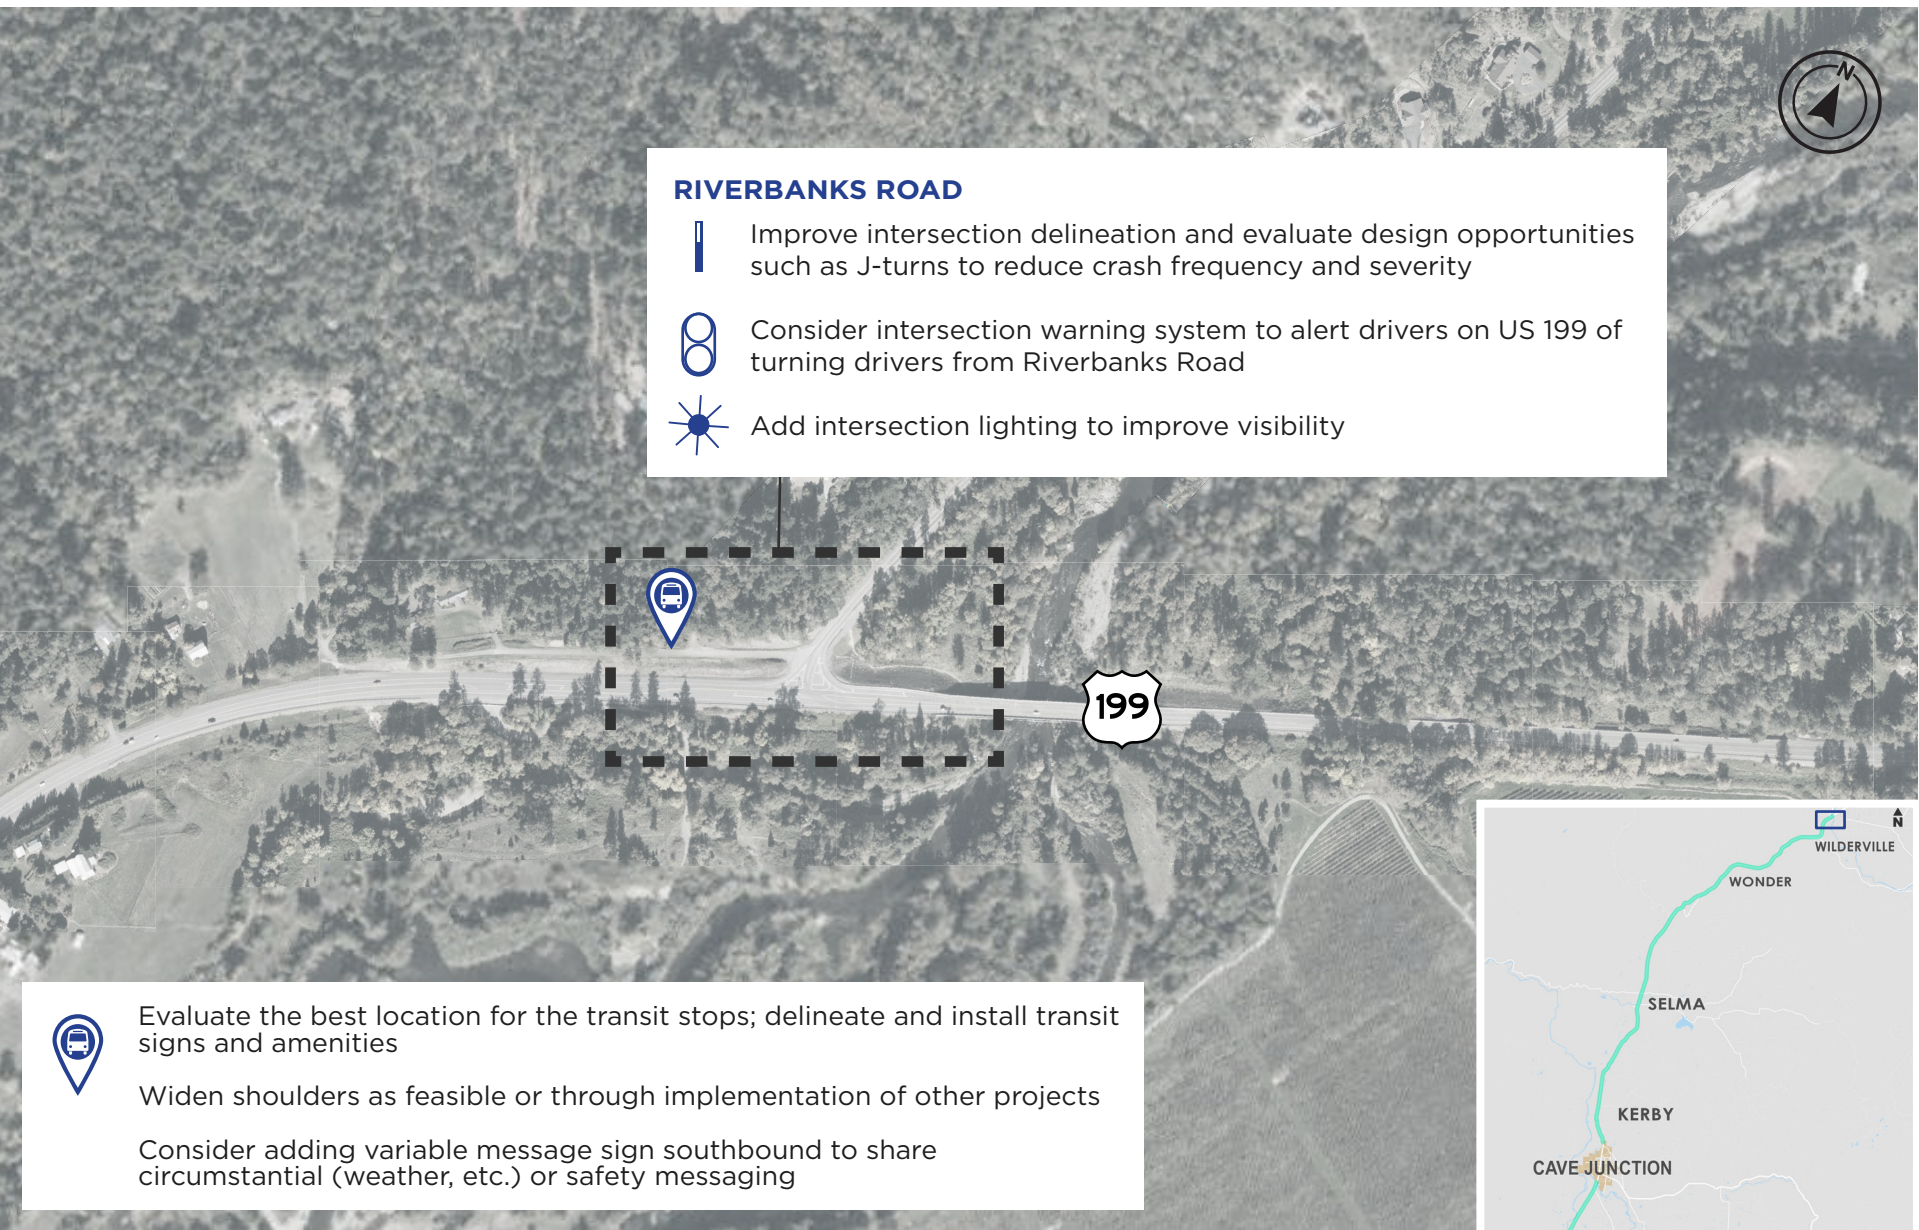 N
RIVERBANKS ROAD
Improve intersection delineation and evaluate design opportunities
such as J-turns to reduce crash frequency and severity
Consider intersection warning system to alert drivers on US 199 of
turning drivers from Riverbanks Road
Add intersection lighting to improve visibility
199
Evaluate the best location for the transit stops; delineate and install transit
signs and amenities
Widen shoulders as feasible or through implementation of other projects
Consider adding variable message sign southbound to share
circumstantial (weather, etc.) or safety messaging
N
WILDERVILLE
WONDER
SELMA
KERBY
CAVE JUNCTION